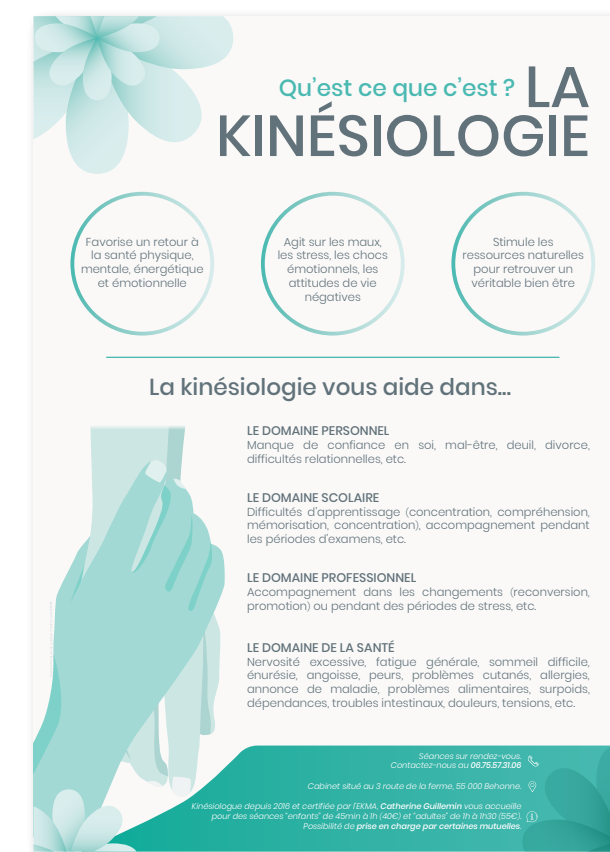 Qu'est ce que c'est ? LA
KINÉSIOLOGIE
Favorise un retour à
la santé physique,
mentale, énergétique
et émotionnelle
Agit sur les maux,
les stress, les chocs
émotionnels, les
attitudes de vie
négatives
Stimule les
ressources naturelles
pour retrouver un
véritable bien être
La kinésiologie vous aide dans...
LE DOMAINE PERSONNEL
Manque de confiance en soi, mal-être, deuil, divorce,
difficultés relationnelles, etc.
LE DOMAINE SCOLAIRE
Difficultés d'apprentissage (concentration, compréhension,
mémorisation, concentration), accompagnement pendant
les périodes d'examens, etc.
LE DOMAINE PROFESSIONNEL
Accompagnement dans les changements (reconversion,
promotion) ou pendant des périodes de stress, etc.
LE DOMAINE DE LA SANTÉ
Nervosité excessive, fatigue générale, sommeil difficile,
énurésie, angoisse, peurs, problèmes cutanés, allergies,
annonce de maladie, problèmes alimentaires, surpoids,
dépendances, troubles intestinaux, douleurs, tensions, etc.
Séances sur rendez-vous.
Contactez-nous au 06.75.57.31.06
Cabinet situé au 3 route de la ferme, 55 000 Behonne.
Kinésiologue depuis 2016 et certifiée par l'EKMA, Catherine Guillemin vous accueille
pour des séances "enfants" de 45min à 1h (40€) et "adultes" de 1h à 1h30 (55€).
Possibilité de prise en charge par certaines mutuelles.